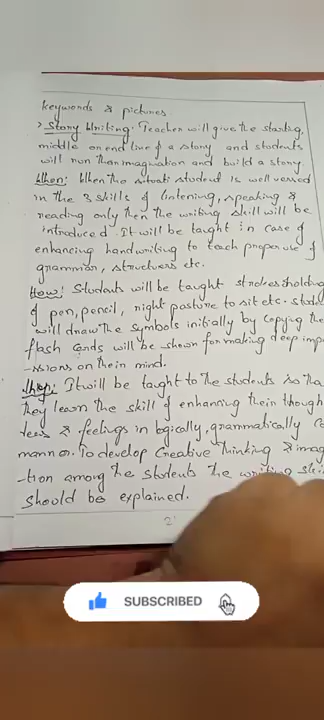 keywords & pictures
> Story Writing: Teacher will give the starting,
middle or end line of a story and students
will run their imagination and build a story.
When: When the student is well versed
in the 3 skills of listening, speaking &
reading only then the writing skill will be
introduced. It will be taught in case of
enhancing handwriting to teach proper use of
grammar, structures etc.
How: Students will be taught strokes, holding
of pen, pencil, right posture to sit etc.
will draw the symbols initially by copying the
flash cards will be shown for making deep imp
-ssions on their mind.
It will be taught to the students so tha
they learn the skill of enhancing their though
& feelings in logically, grammatically co
manner. To develop Creative Thinking & imag
-tion among the students the writing
should be explained.
2
SUBSCRIBED